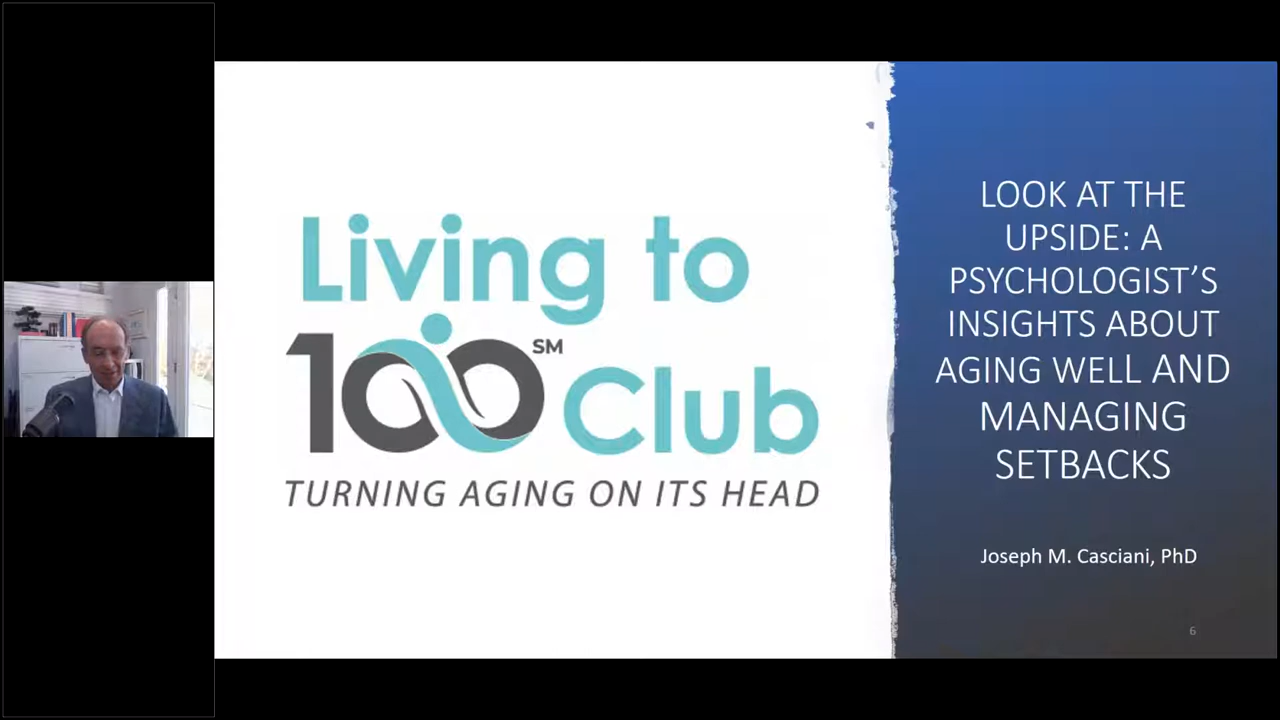 Living to
100 SM Club
TURNING AGING ON ITS HEAD
LOOK AT THE
UPSIDE: A
PSYCHOLOGIST’S
INSIGHTS ABOUT
AGING WELL AND
MANAGING
SETBACKS
Joseph M. Casciani, PhD
6